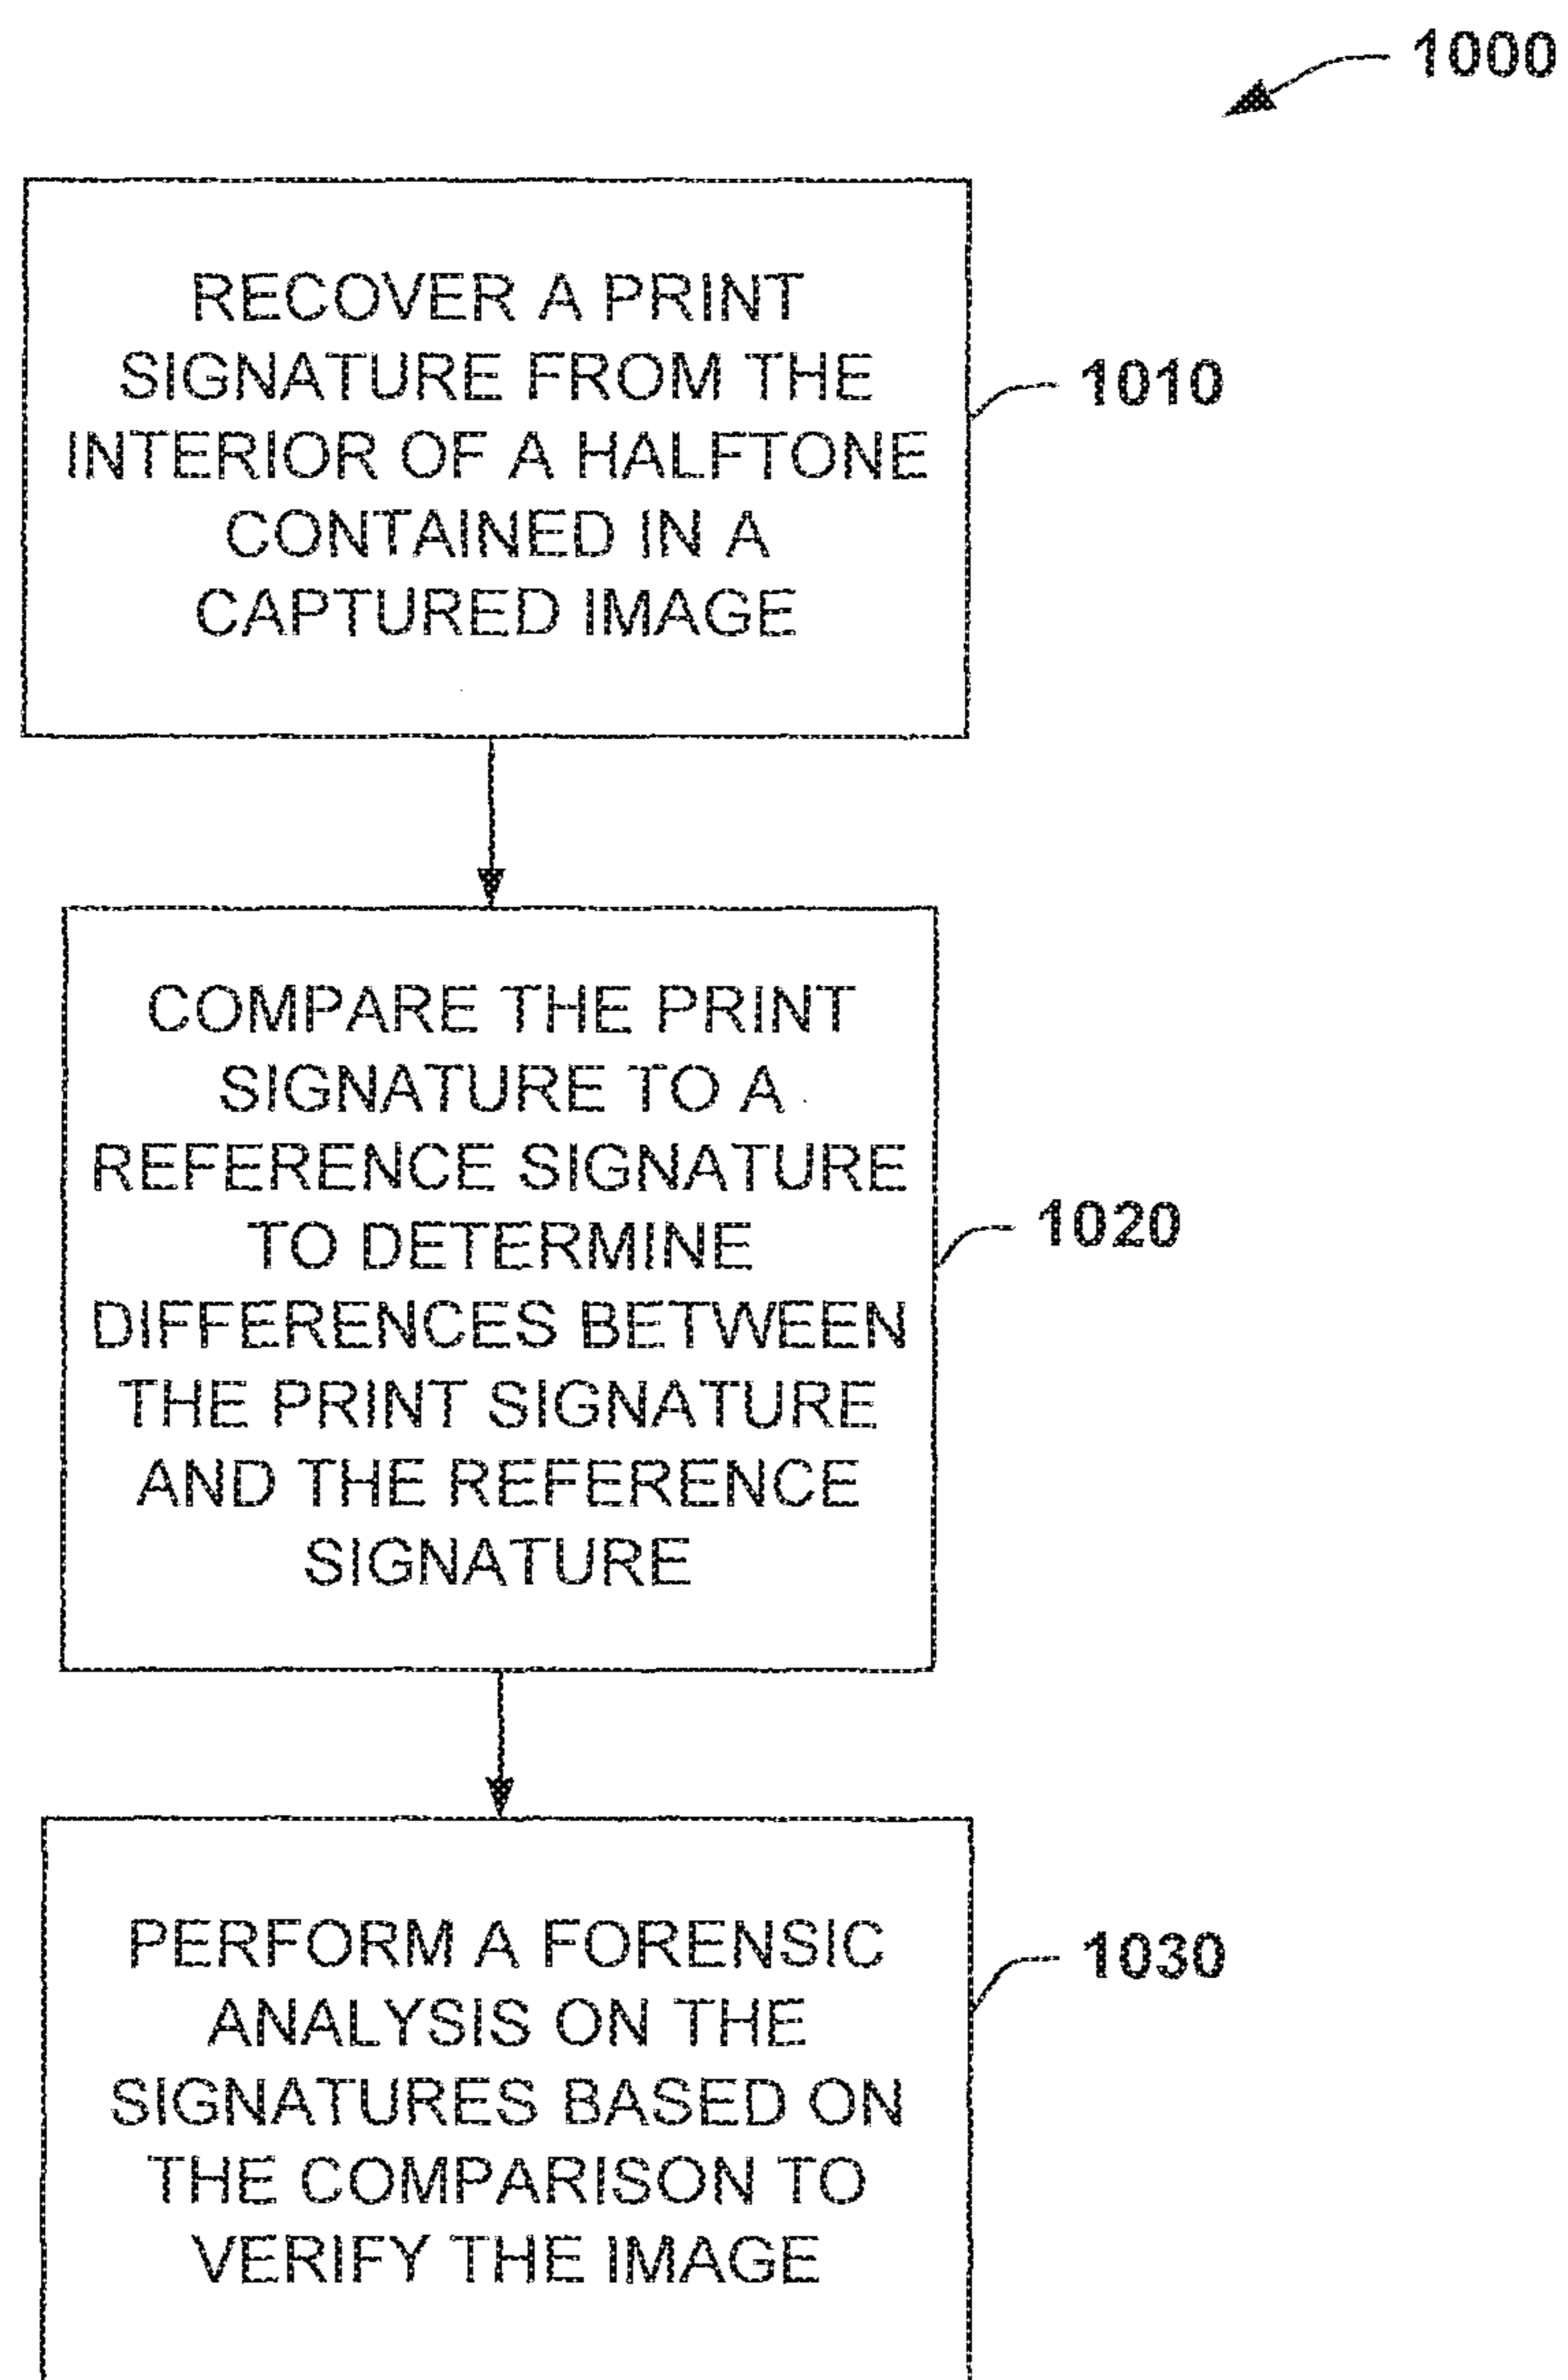 1000
RECOVER A PRINT
SIGNATURE FROM THE
INTERIOR OF A HALFTONE
CONTAINED IN A
CAPTURED IMAGE
1010
COMPARE THE PRINT
SIGNATURE TO A
REFERENCE SIGNATURE
TO DETERMINE
DIFFERENCES BETWEEN
THE PRINT SIGNATURE
AND THE REFERENCE
SIGNATURE
1020
PERFORM A FORENSIC
ANALYSIS ON THE
SIGNATURES BASED ON
THE COMPARISON TO
VERIFY THE IMAGE
1030